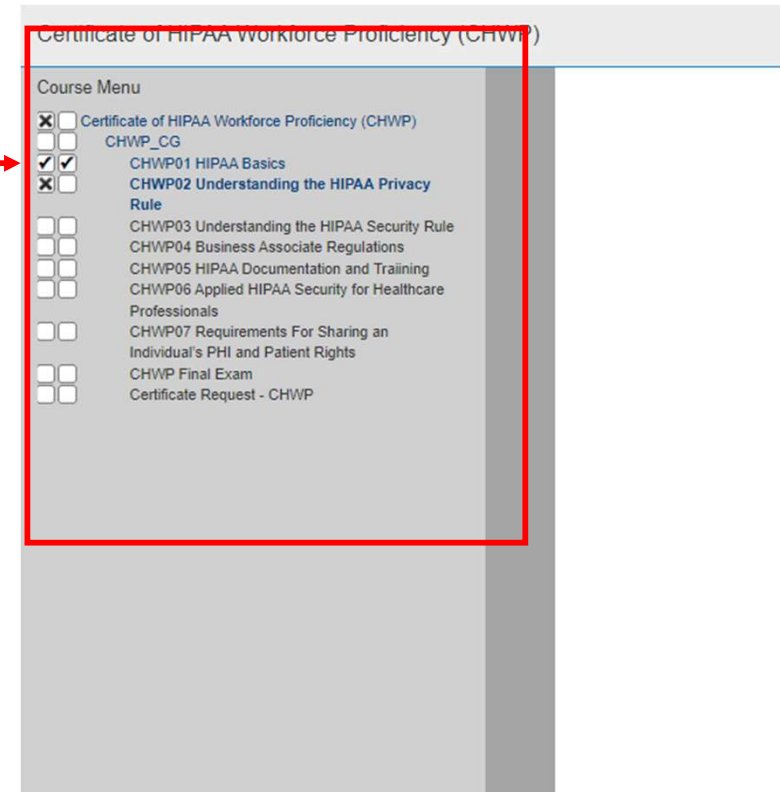 Certificate of HIPAA Workforce Proficiency (CHWP)
Course Menu
Certificate of HIPAA Workforce Proficiency (CHWP)
CHWP_CG
CHWP01 HIPAA Basics
CHWP02 Understanding the HIPAA Privacy
Rule
CHWP03 Understanding the HIPAA Security Rule
CHWP04 Business Associate Regulations
CHWP05 HIPAA Documentation and Traiining
CHWP06 Applied HIPAA Security for Healthcare
Professionals
CHWP07 Requirements For Sharing an
Individual's PHI and Patient Rights
CHWP Final Exam
Certificate Request - CHWP